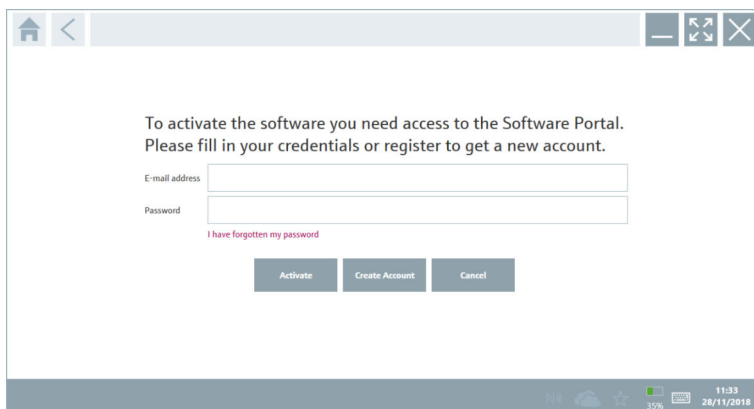 To activate the software you need access to the Software Portal.
Please fill in your credentials or register to get a new account.
E-mail address
Password
I have forgotten my password
Activate
Create Account
Cancel
35%
11:33
28/11/2018